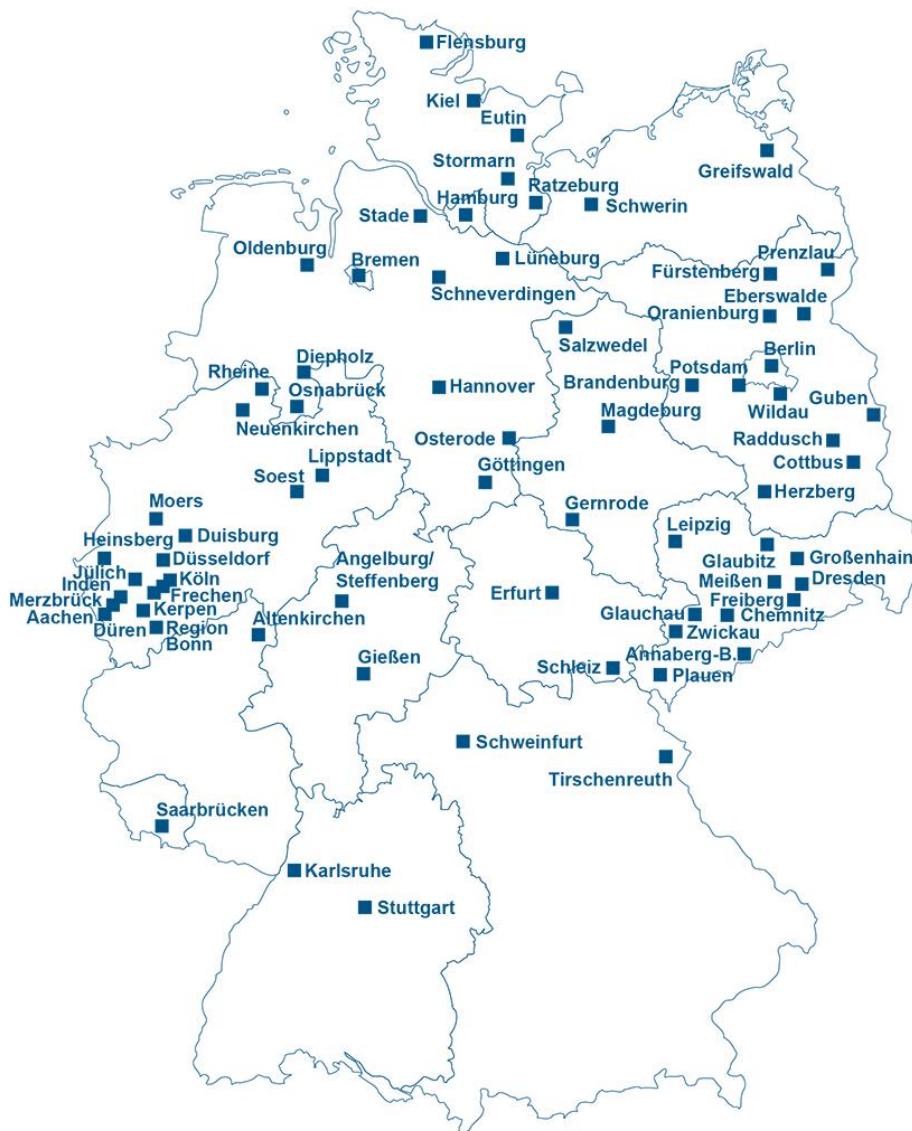 Flensburg
Kiel
Eutin
Greifswald
Stormarn
Ratzeburg
Hamburg
Schwerin
Stade
Oldenburg
Bremen
Lüneburg
Prenzlau
Fürstenberg
Schneverdingen
Eberswalde
Oranienburg
Salzwedel
Berlin
Diepholz
Potsdam
Rheine
Hannover
Brandenburg
Osnabrück
Guben
Wildau
Magdeburg
Neuenkirchen
Osterode
Raddusch
Lippstadt
Cottbus
Göttingen
Soest
Herzberg
Moers
Gernrode
Leipzig
Duisburg
Heinsberg
Angelburg/
Steffenberg
Glaubitz
Großenhain
Düsseldorf
Jülich
Köln
Meißen
Dresden
Inden
Frechen
Erfurt
Freiberg
Merzbrück
Kerpen
Glauchau
Chemnitz
Aachen
Altenkirchen
Düren
Region
Bonn
Zwickau
Annaberg-B.
Gießen
Schleiz
Plauen
Schweinfurt
Tirschenreuth
Saarbrücken
Karlsruhe
Stuttgart